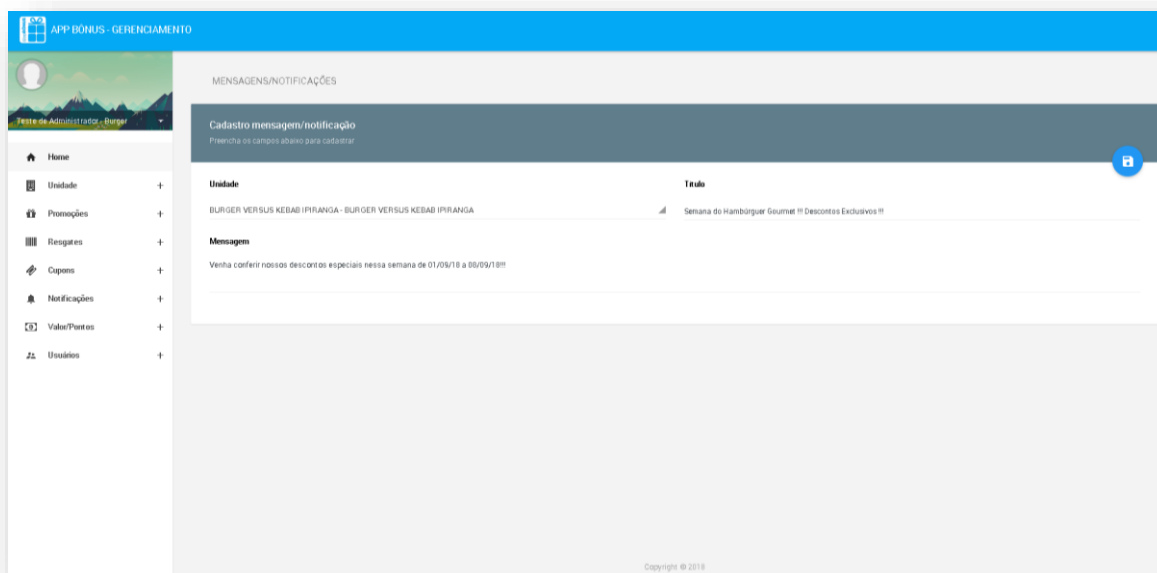 APP BÔNUS - GERENCIAMENTO
Teste de Administrador - Burger
Home
Unidade +
Promoções +
Resgates +
Cupons +
Notificações +
Valor/Pontos +
Usuários +
MENSAGENS/NOTIFICAÇÕES
Cadastro mensagem/notificação
Preencha os campos abaixo para cadastrar
Unidade
BURGER VERSUS KEBAB IPIRANGA - BURGER VERSUS KEBAB IPIRANGA
Título
Semana do Hambúrguer Gourmet !!! Descontos Exclusivos !!!
Mensagem
Venha conferir nossos descontos especiais nessa semana de 01/09/18 a 08/09/18!!!
Copyright © 2018